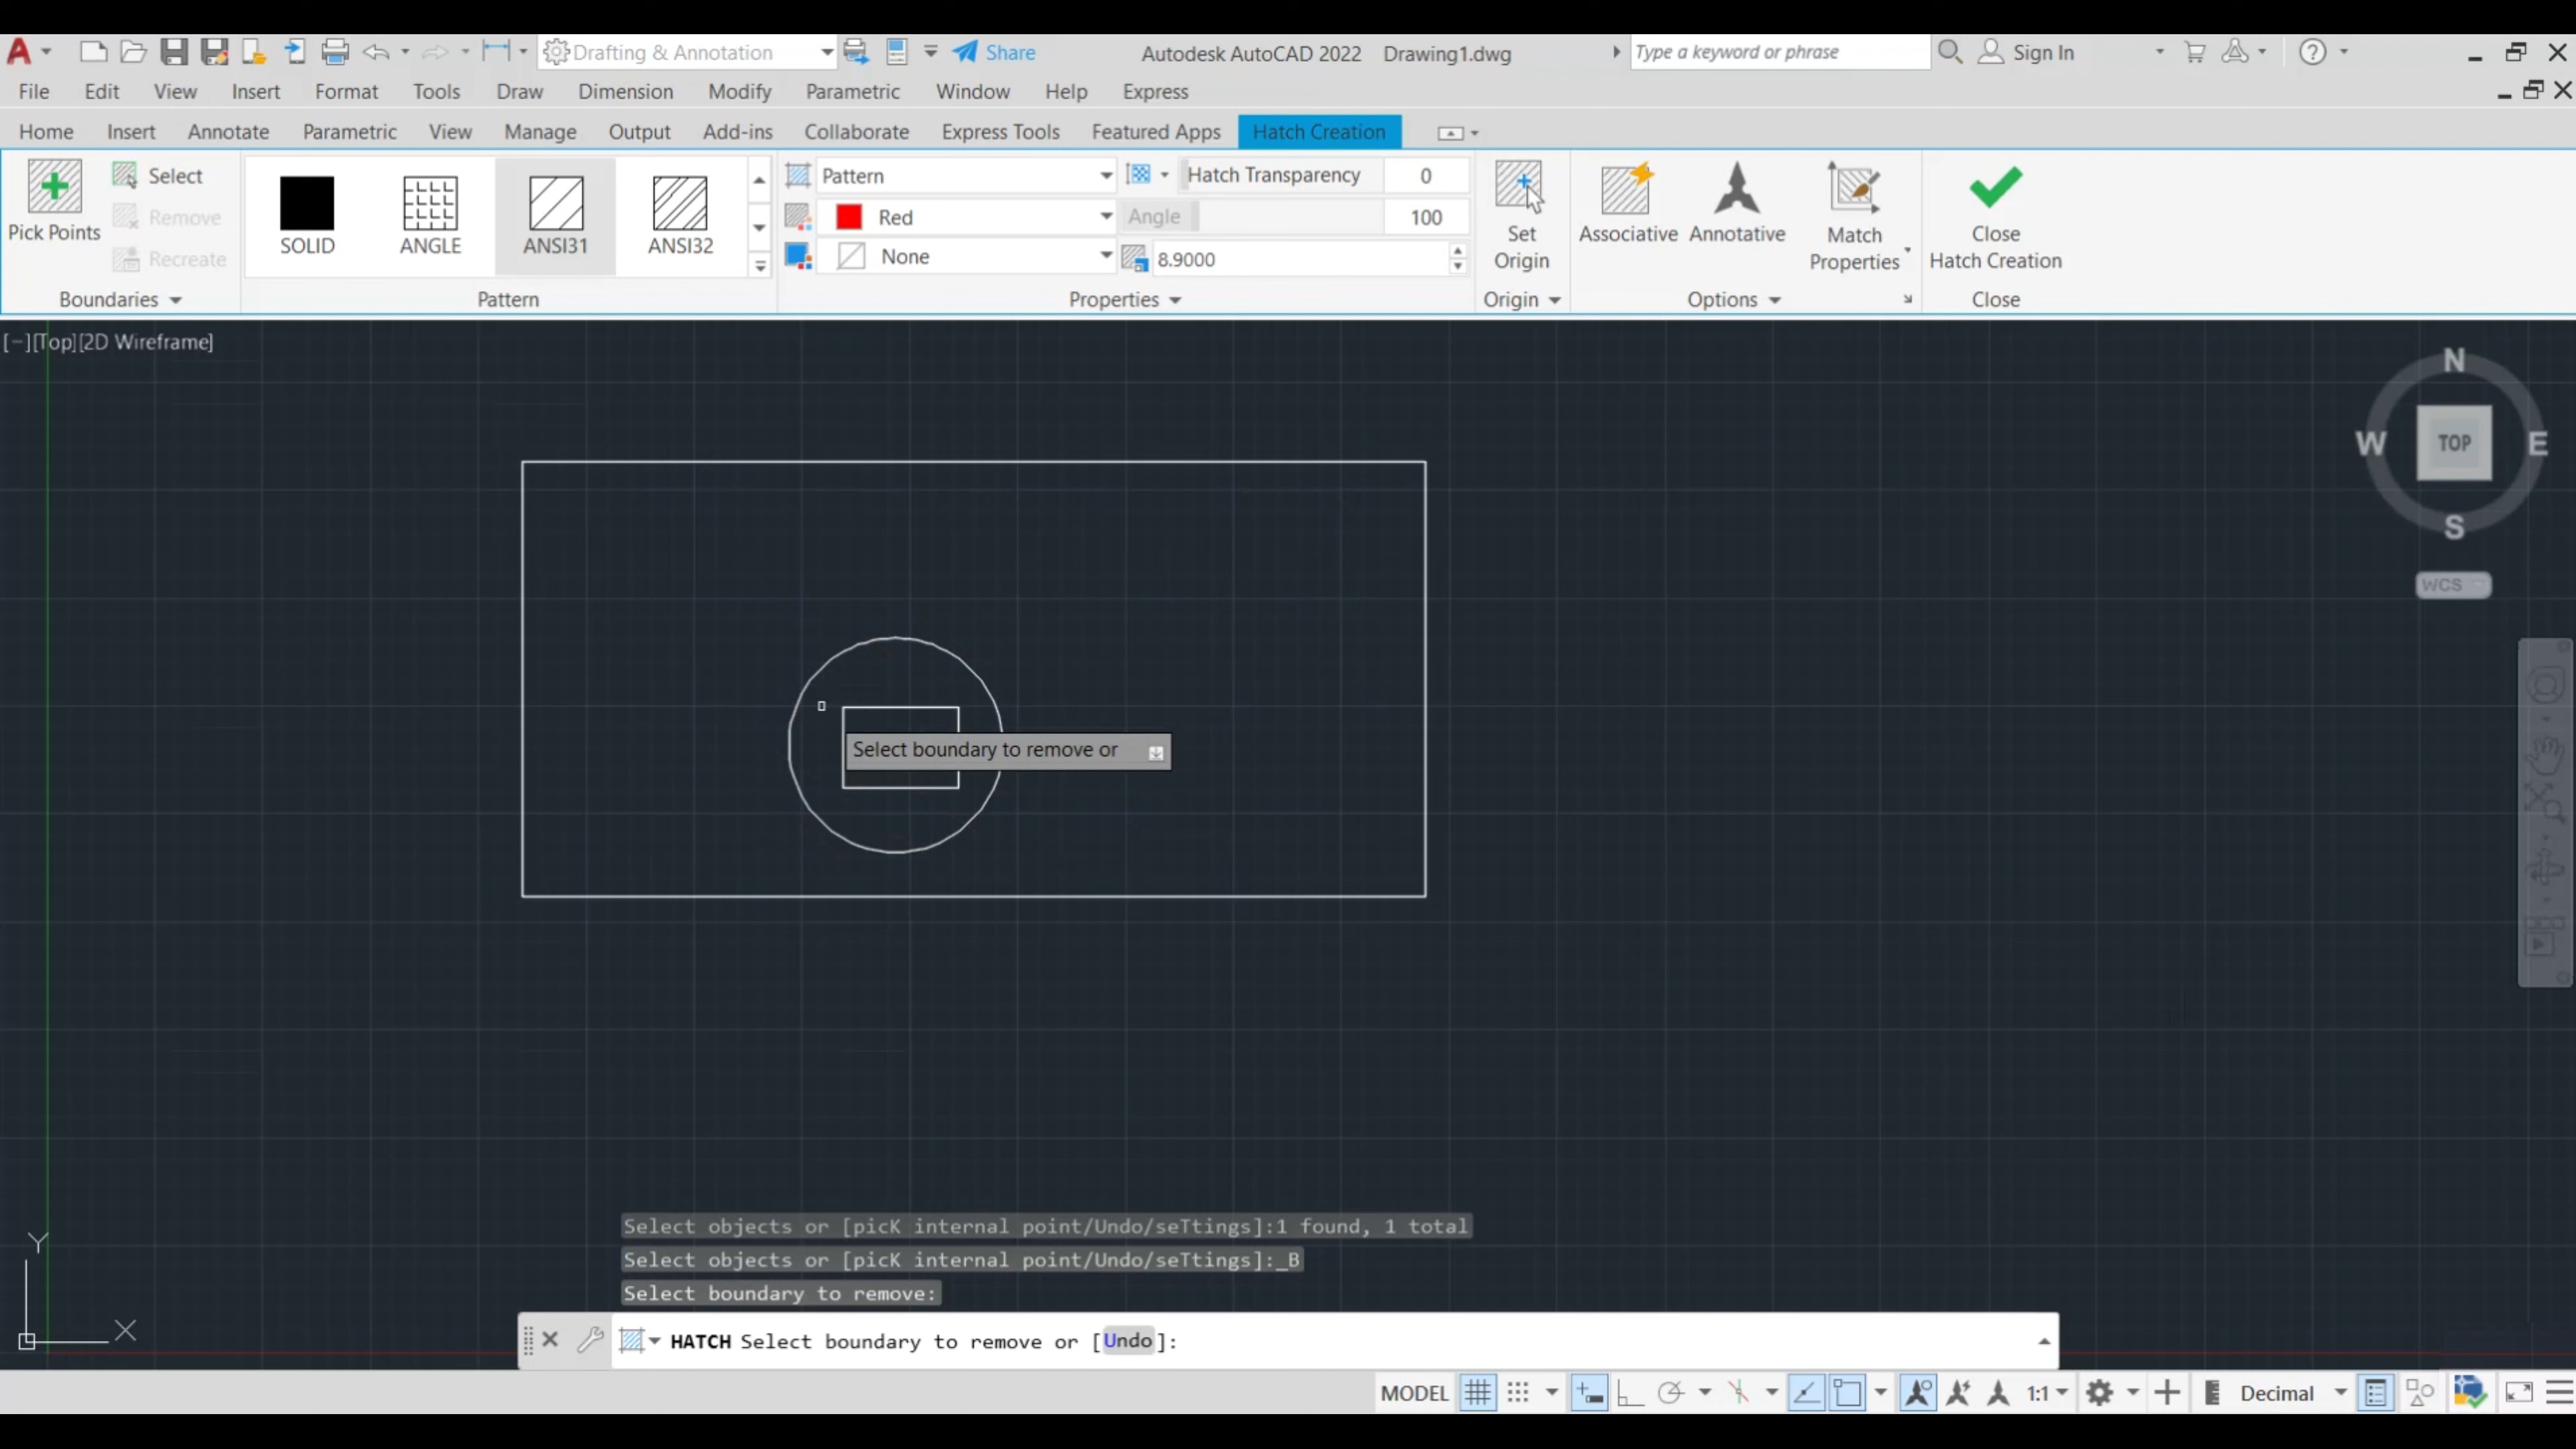 Drafting & Annotation
Share
Autodesk AutoCAD 2022 Drawing1.dwg
Type a keyword or phrase
Sign In
File Edit View Insert Format Tools Draw Dimension Modify Parametric Window Help Express
Home Insert Annotate Parametric View Manage Output Add-ins Collaborate Express Tools Featured Apps Hatch Creation
Pick Points
Select
Remove
Recreate
SOLID
ANGLE
ANSI31
ANSI32
Pattern
Red
None
Hatch Transparency 0
Angle 100
8.9000
Set
Origin
Associative
Annotative
Match
Properties
Close
Hatch Creation
Boundaries
Pattern
Properties
Origin
Options
Close
[−][Top][2D Wireframe]
N
W
TOP
E
S
WCS
Select boundary to remove or
Select objects or [picK internal point/Undo/seTtings]:1 found, 1 total
Select objects or [picK internal point/Undo/seTtings]:_B
Select boundary to remove:
Y
X
HATCH Select boundary to remove or [Undo]:
MODEL
1:1
Decimal